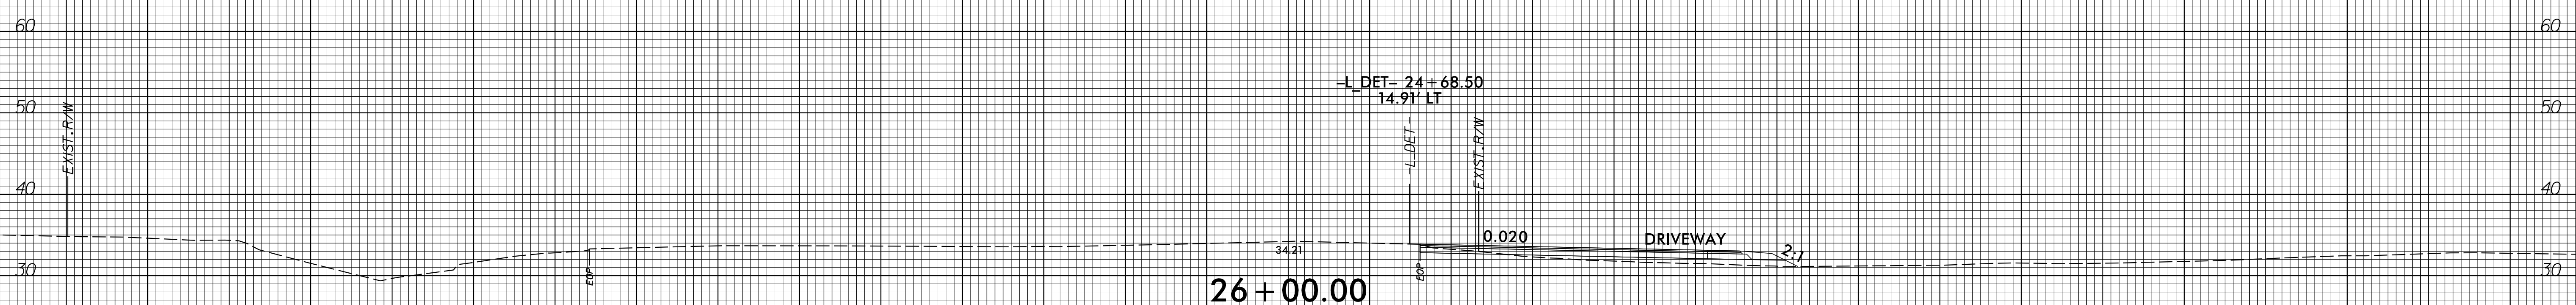 60 60
-L_DET- 24+68.50
14.91' LT
50 50
EXIST. R/W
-L_DET-
EXIST. R/W
40 40
0.020 DRIVEWAY 2:1
34.21
30 30
EOP
EOP
26+00.00